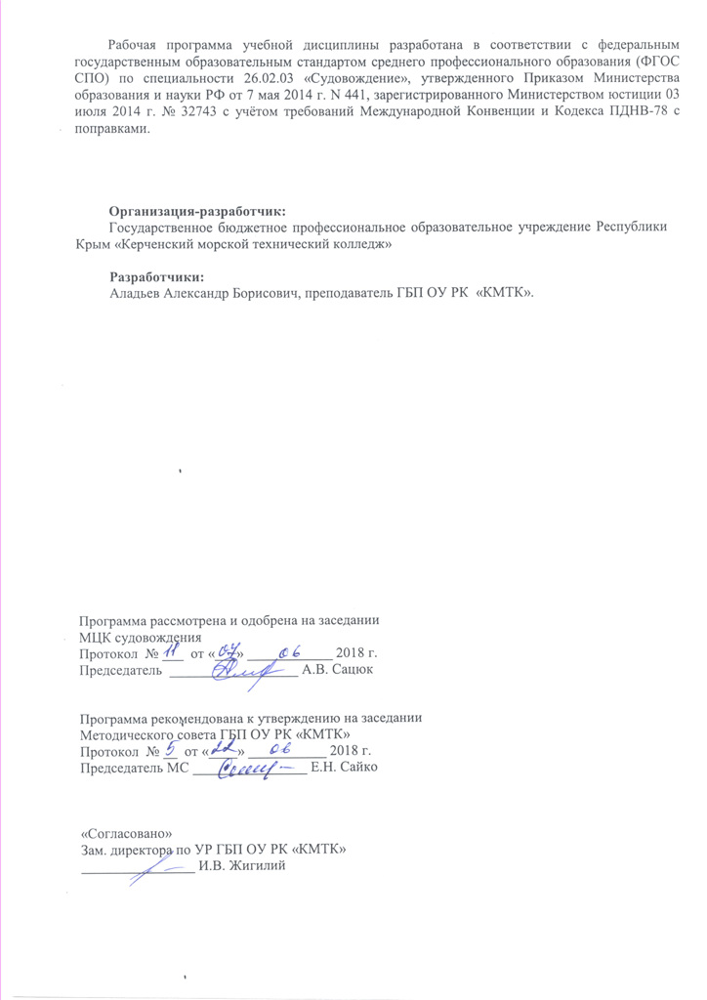 Рабочая программа учебной дисциплины разработана в соответствии с федеральным
государственным образовательным стандартом среднего профессионального образования (ФГОС
СПО) по специальности 26.02.03 «Судовождение», утвержденного Приказом Министерства
образования и науки РФ от 7 мая 2014 г. N 441, зарегистрированного Министерством юстиции 03
июля 2014 г. № 32743 с учётом требований Международной Конвенции и Кодекса ПДНВ-78 с
поправками.
Организация-разработчик:
Государственное бюджетное профессиональное образовательное учреждение Республики
Крым «Керченский морской технический колледж»
Разработчики:
Аладьев Александр Борисович, преподаватель ГБП ОУ РК «КМТК».
Программа рассмотрена и одобрена на заседании
МЦК судовождения
Протокол № 11 от «07» 06 2018 г.
Председатель А.В. Сацюк
Программа рекомендована к утверждению на заседании
Методического совета ГБП ОУ РК «КМТК»
Протокол № 5 от «22» 06 2018 г.
Председатель МС Е.Н. Сайко
«Согласовано»
Зам. директора по УР ГБП ОУ РК «КМТК»
И.В. Жигилий